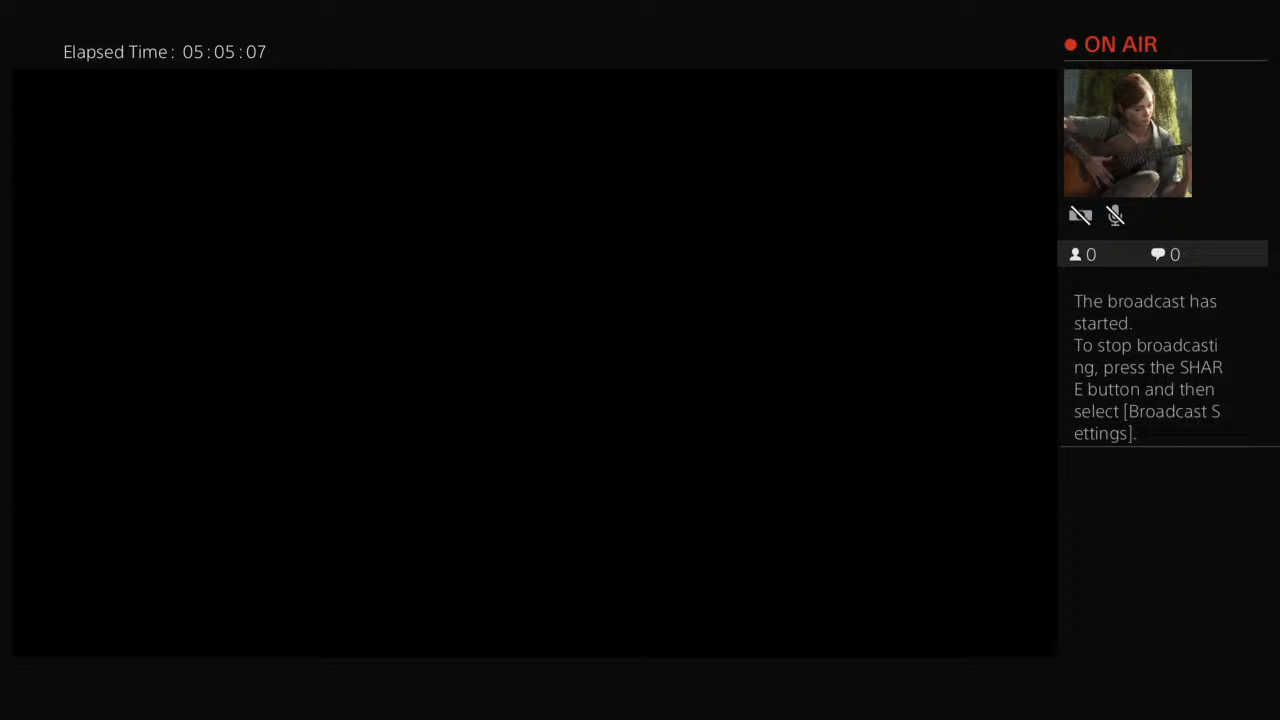 Elapsed Time: 05:05:07
ON AIR
0 0
The broadcast has
started.
To stop broadcasti
ng, press the SHAR
E button and then
select [Broadcast S
ettings].